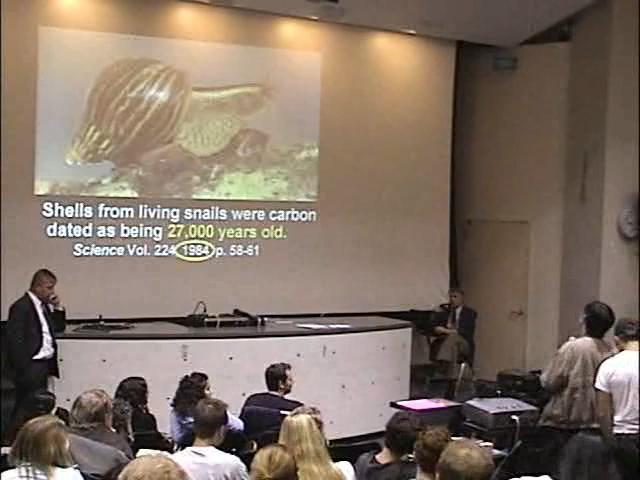 Shells from living snails were carbon
dated as being 27,000 years old.
Science Vol. 224, 1984 p. 58-61